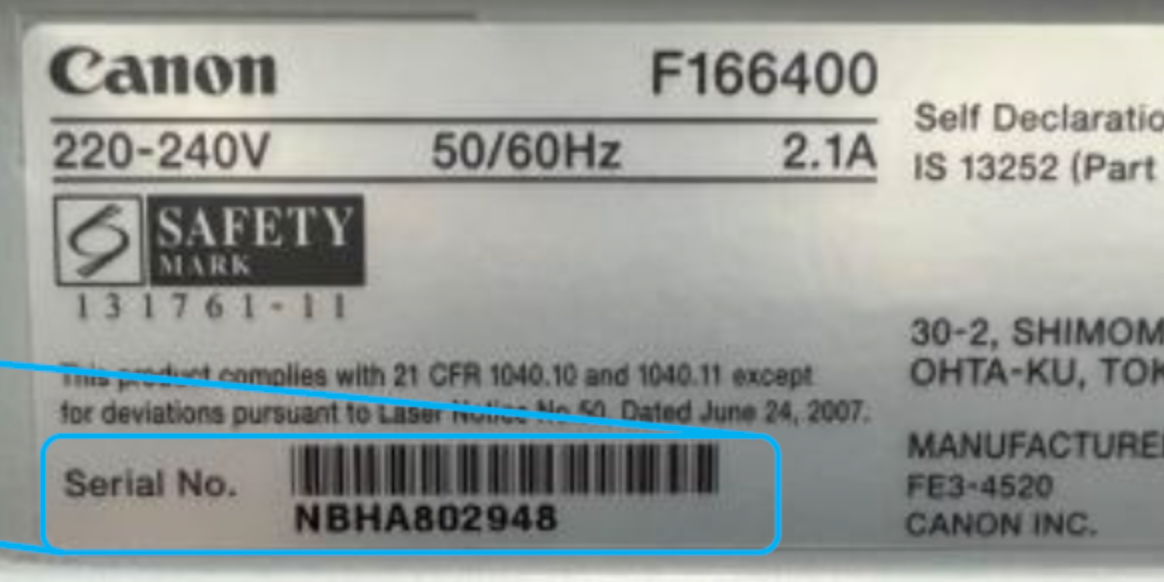 Canon F166400
220-240V 50/60Hz 2.1A
SAFETY
MARK
131761-11
This product complies with 21 CFR 1040.10 and 1040.11 except
for deviations pursuant to Laser Notice No 50, Dated June 24, 2007.
Serial No.
NBHA802948
Self Declaratio
IS 13252 (Part
30-2, SHIMOM
OHTA-KU, TOK
MANUFACTURE
FE3-4520
CANON INC.